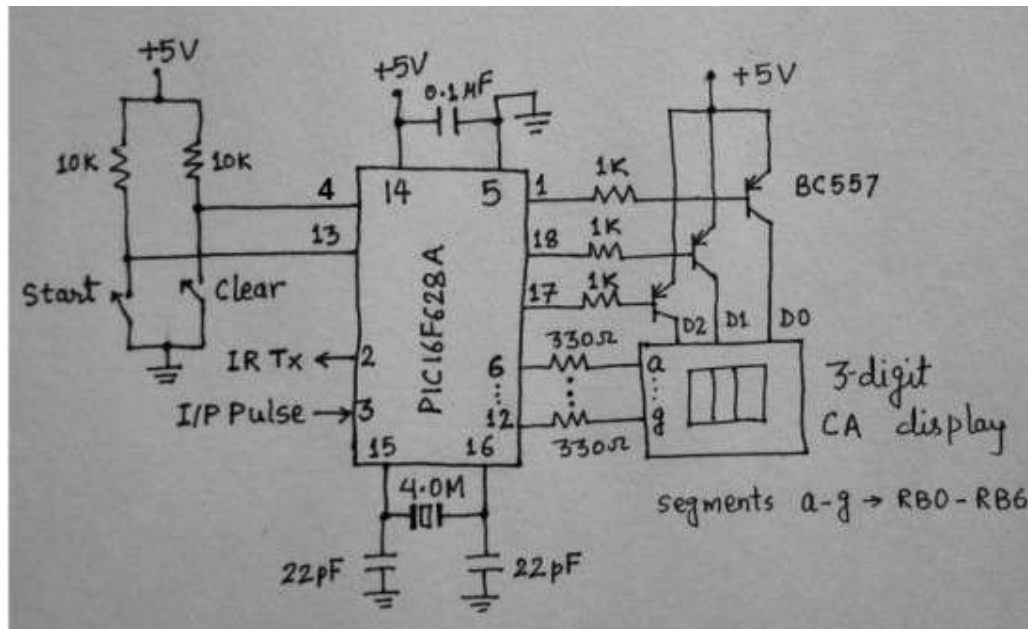 +5V
+5V
0.1µF
+5V
10K
10K
1K
BC557
4
14
5
1
13
1K
18
Start
Clear
PIC16F628A
1K
17
D2
D1
D0
IR Tx
2
6
330Ω
a
3-digit
I/P Pulse
3
12
330Ω
g
CA display
15
16
4.0M
segments a-g → RB0-RB6
22pF
22pF